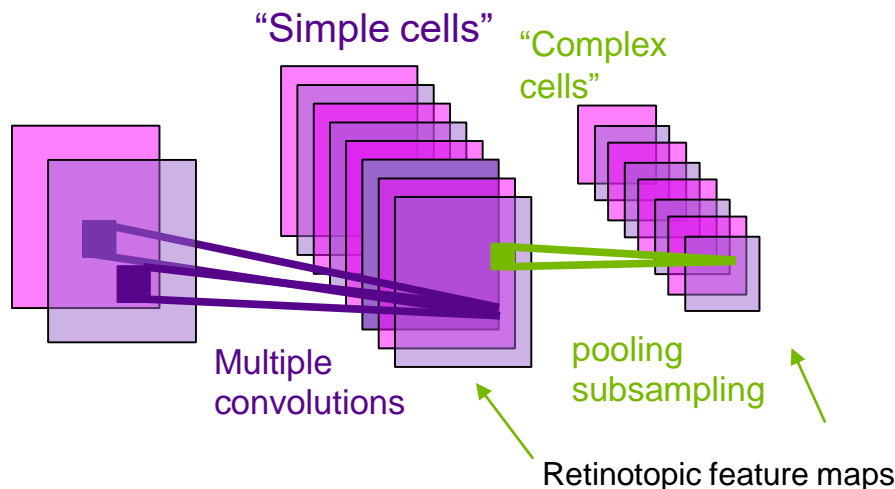 “Simple cells”
“Complex
cells”
Multiple
convolutions
pooling
subsampling
Retinotopic feature maps